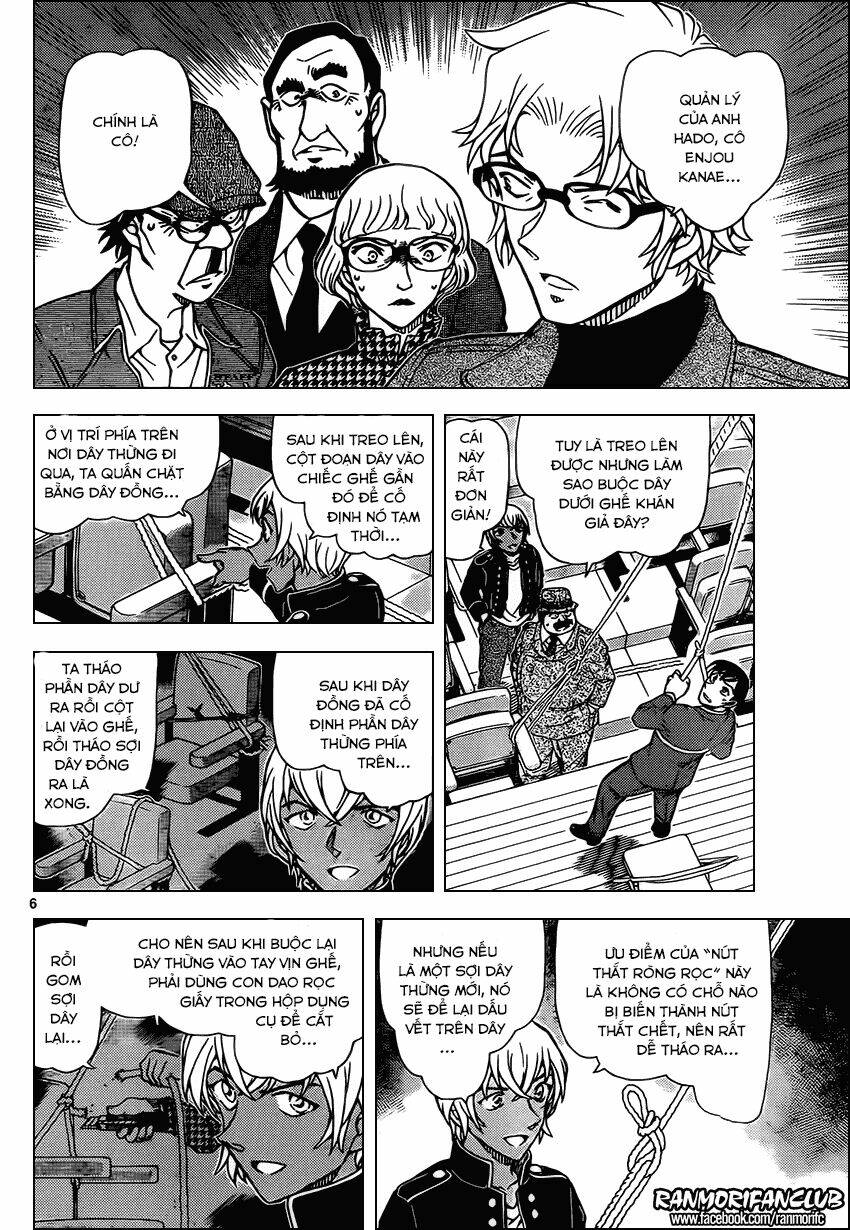 QUẢN LÝ
CỦA ANH
HADO, CÔ
ENJOU
KANAE...
CHÍNH LÀ
CÔ!
TUY LÀ TREO LÊN
ĐƯỢC NHƯNG LÀM
SAO BUỘC DÂY
DƯỚI GHẾ KHÁN
GIẢ ĐÂY?
CÁI
NÀY
RẤT
ĐƠN
GIẢN!
SAU KHI TREO LÊN,
CỘT ĐOẠN DÂY VÀO
CHIẾC GHẾ GẦN
ĐÓ ĐỂ CỐ
ĐỊNH NÓ TẠM
THỜI...
Ở VỊ TRÍ PHÍA TRÊN
NƠI DÂY THỪNG ĐI
QUA, TA QUẤN CHẶT
BẰNG DÂY ĐỒNG...
SAU KHI DÂY
ĐỒNG ĐÃ CỐ
ĐỊNH PHẦN DÂY
THỪNG PHÍA
TRÊN...
TA THÁO
PHẦN DÂY DƯ
RA RỒI CỘT
LẠI VÀO GHẾ,
RỒI THÁO SỢI
DÂY ĐỒNG
RA LÀ
XONG.
6
ƯU ĐIỂM CỦA "NÚT
THẮT RÒNG RỌC" NÀY
LÀ KHÔNG CÓ CHỖ NÀO
BỊ BIẾN THÀNH NÚT
THẮT CHẾT, NÊN RẤT
DỄ THÁO RA...
NHƯNG NẾU
LÀ MỘT SỢI DÂY
THỪNG MỚI, NÓ
SẼ ĐỂ LẠI DẤU
VẾT TRÊN DÂY
...
CHO NÊN SAU KHI BUỘC LẠI
DÂY THỪNG VÀO TAY VỊN GHẾ,
PHẢI DÙNG CON DAO RỌC
GIẤY TRONG HỘP DỤNG
CỤ ĐỂ CẮT
BỎ...
RỒI
GOM
SỢI
DÂY
LẠI...
RANMORIFANCLUB
www.facebook.com/ranmorifc